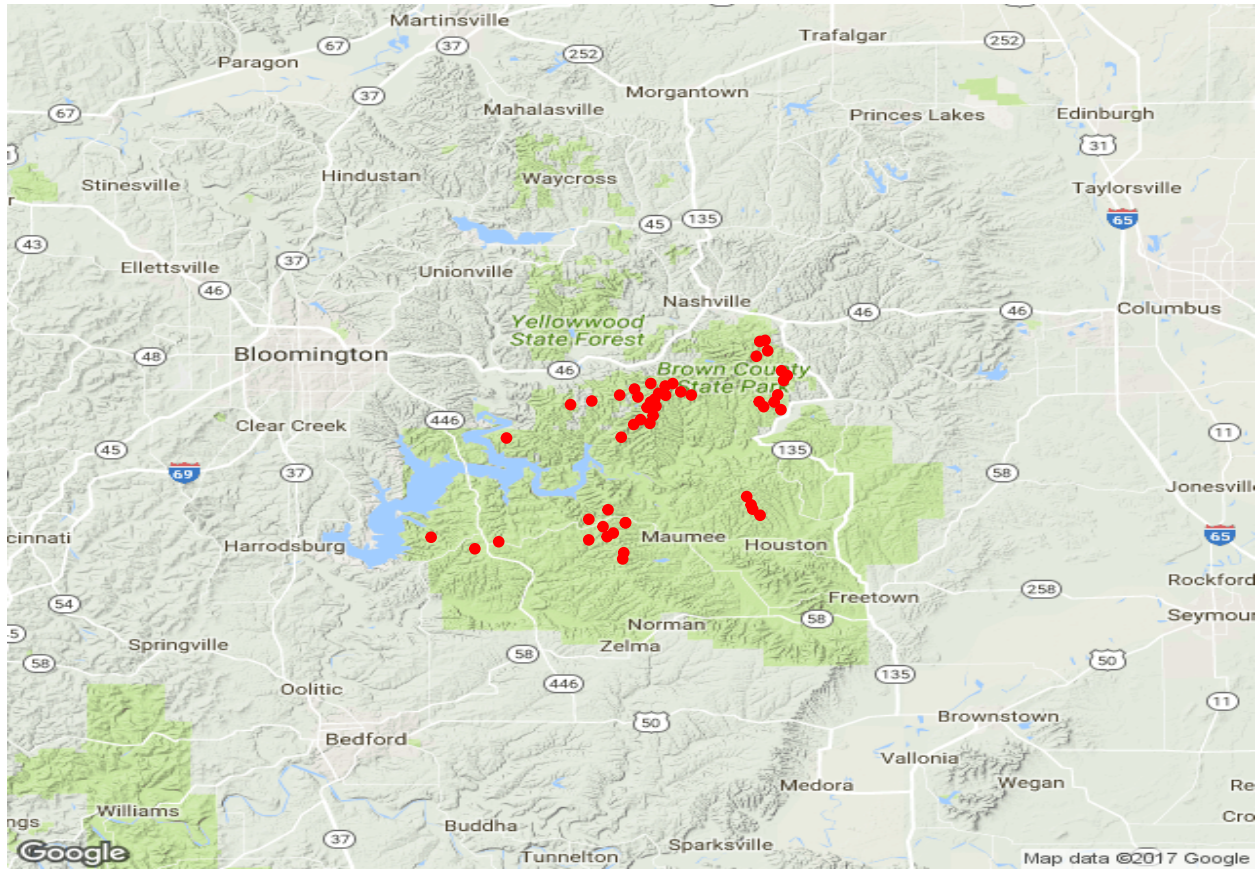 Martinsville
Trafalgar
67
37
252
252
Paragon
Morgantown
37
67
Mahalasville
Princes Lakes
Edinburgh
31
Hindustan
Waycross
Stinesville
Taylorsville
r
45
135
65
43
37
Ellettsville
Unionville
46
Nashville
Columbus
46
46
Yellowwood
State Forest
48
Bloomington
46
Brown County
State Park
446
Clear Creek
11
45
135
69
37
58
Jonesville
cinnati
Harrodsburg
Maumee
Houston
65
Rockford
54
Freetown
258
Norman
58
Seymour
Springville
Zelma
58
58
50
446
135
Oolitic
11
50
Brownstown
Bedford
Vallonia
Medora
Wegan
Re
Williams
ngs
Buddha
Cro
37
Sparksville
Google
Tunnelton
Map data ©2017 Google